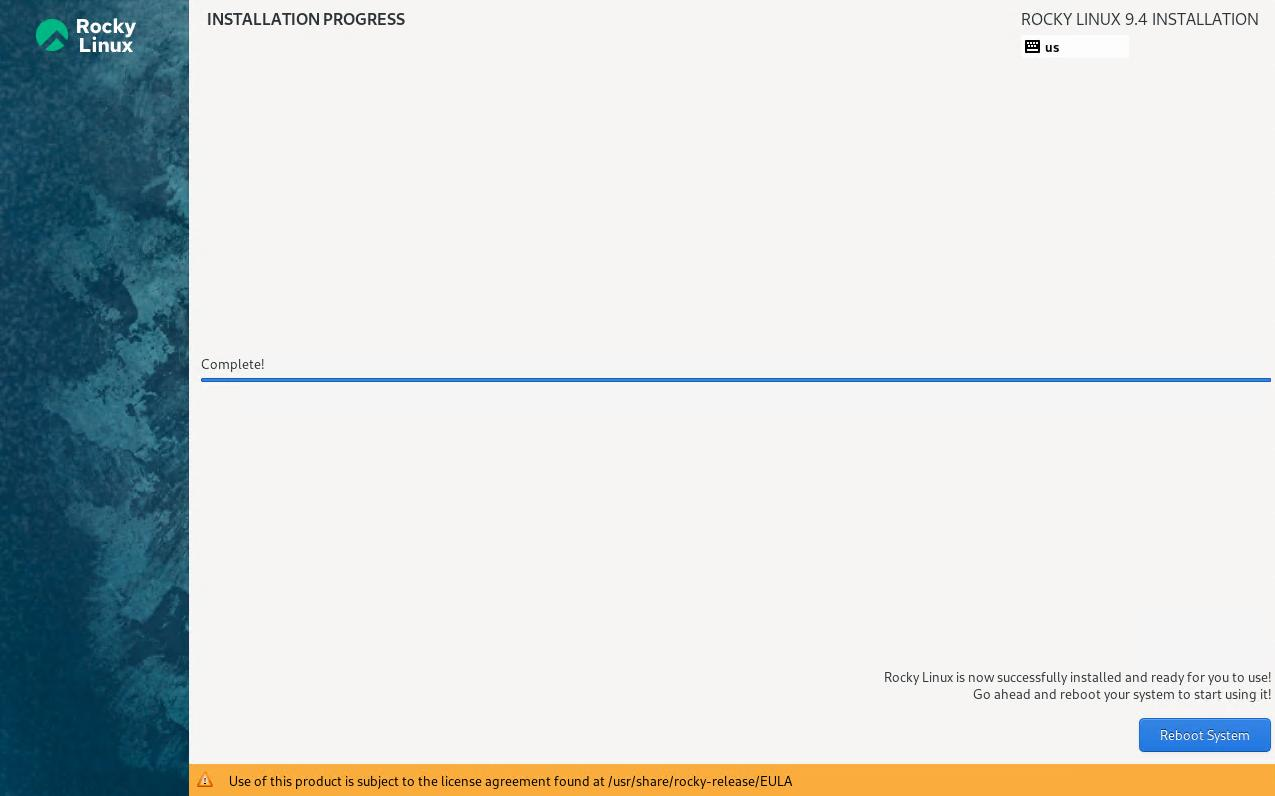 Rocky
Linux
INSTALLATION PROGRESS
ROCKY LINUX 9.4 INSTALLATION
us
Complete!
Rocky Linux is now successfully installed and ready for you to use!
Go ahead and reboot your system to start using it!
Reboot System
Use of this product is subject to the license agreement found at /usr/share/rocky-release/EULA